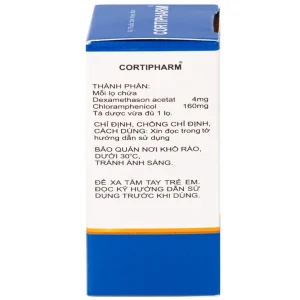 CORTIPHARM®
THÀNH PHẦN:
Mỗi lọ chứa
Dexamethason acetat 4mg
Chloramphenicol 160mg
Tá dược vừa đủ 1 lọ.
CHỈ ĐỊNH, CHỐNG CHỈ ĐỊNH,
CÁCH DÙNG: Xin đọc trong tờ
hướng dẫn sử dụng
BẢO QUẢN NƠI KHÔ RÁO,
DƯỚI 30°C,
TRÁNH ÁNH SÁNG.
ĐỂ XA TẦM TAY TRẺ EM.
ĐỌC KỸ HƯỚNG DẪN SỬ
DỤNG TRƯỚC KHI DÙNG.